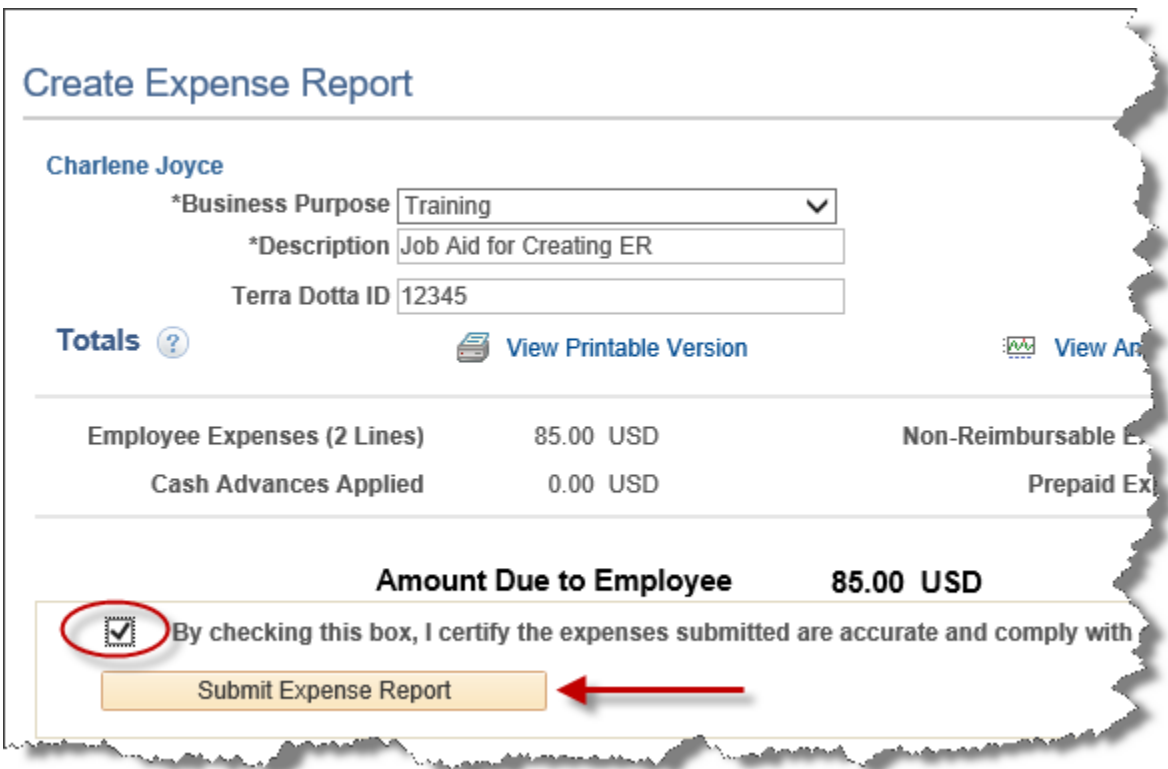 Create Expense Report
Charlene Joyce
*Business Purpose Training
*Description Job Aid for Creating ER
Terra Dotta ID 12345
Totals ? View Printable Version View An
Employee Expenses (2 Lines) 85.00 USD Non-Reimbursable
Cash Advances Applied 0.00 USD Prepaid Ex
Amount Due to Employee 85.00 USD
By checking this box, I certify the expenses submitted are accurate and comply with
Submit Expense Report